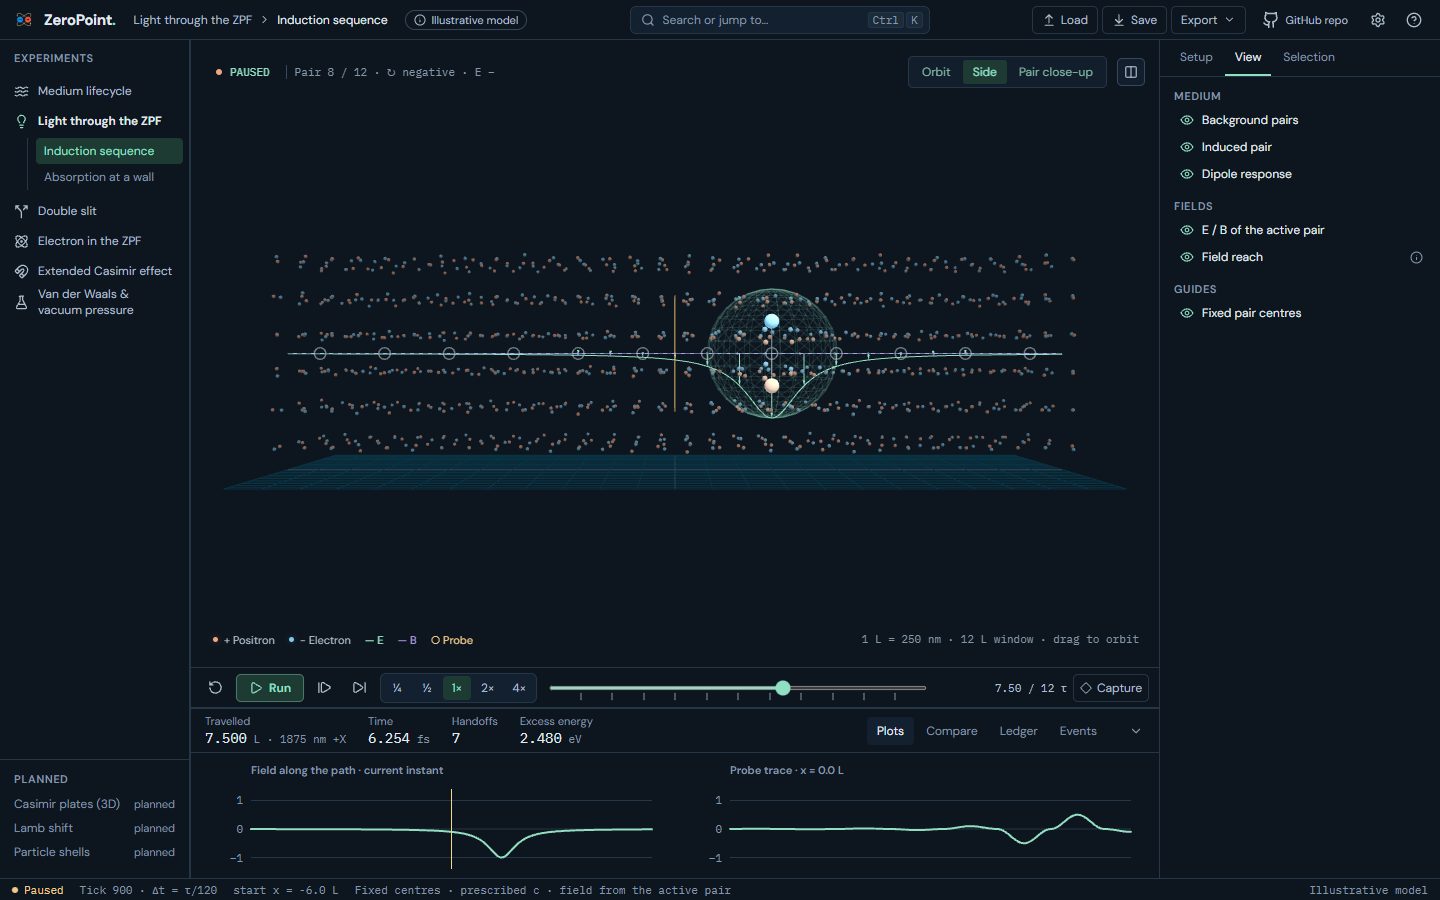 ZeroPoint.
Light through the ZPF > Induction sequence
Illustrative model
Search or jump to...
Ctrl K
Load
Save
Export
GitHub repo
EXPERIMENTS
Medium lifecycle
Light through the ZPF
Induction sequence
Absorption at a wall
Double slit
Electron in the ZPF
Extended Casimir effect
Van der Waals &
vacuum pressure
PLANNED
Casimir plates (3D) planned
Lamb shift planned
Particle shells planned
PAUSED
Pair 8 / 12 · ↻ negative · E −
Orbit
Side
Pair close-up
+ Positron
− Electron
— E
— B
Probe
1 L = 250 nm · 12 L window · drag to orbit
Run
¼
½
1×
2×
4×
7.50 / 12 τ
Capture
Travelled
7.500 L · 1875 nm +X
Time
6.254 fs
Handoffs
7
Excess energy
2.480 eV
Plots
Compare
Ledger
Events
Field along the path · current instant
1
0
−1
Probe trace · x = 0.0 L
1
0
−1
Setup
View
Selection
MEDIUM
Background pairs
Induced pair
Dipole response
FIELDS
E / B of the active pair
Field reach
GUIDES
Fixed pair centres
Paused
Tick 900 · Δt = τ/120
start x = -6.0 L
Fixed centres · prescribed c · field from the active pair
Illustrative model